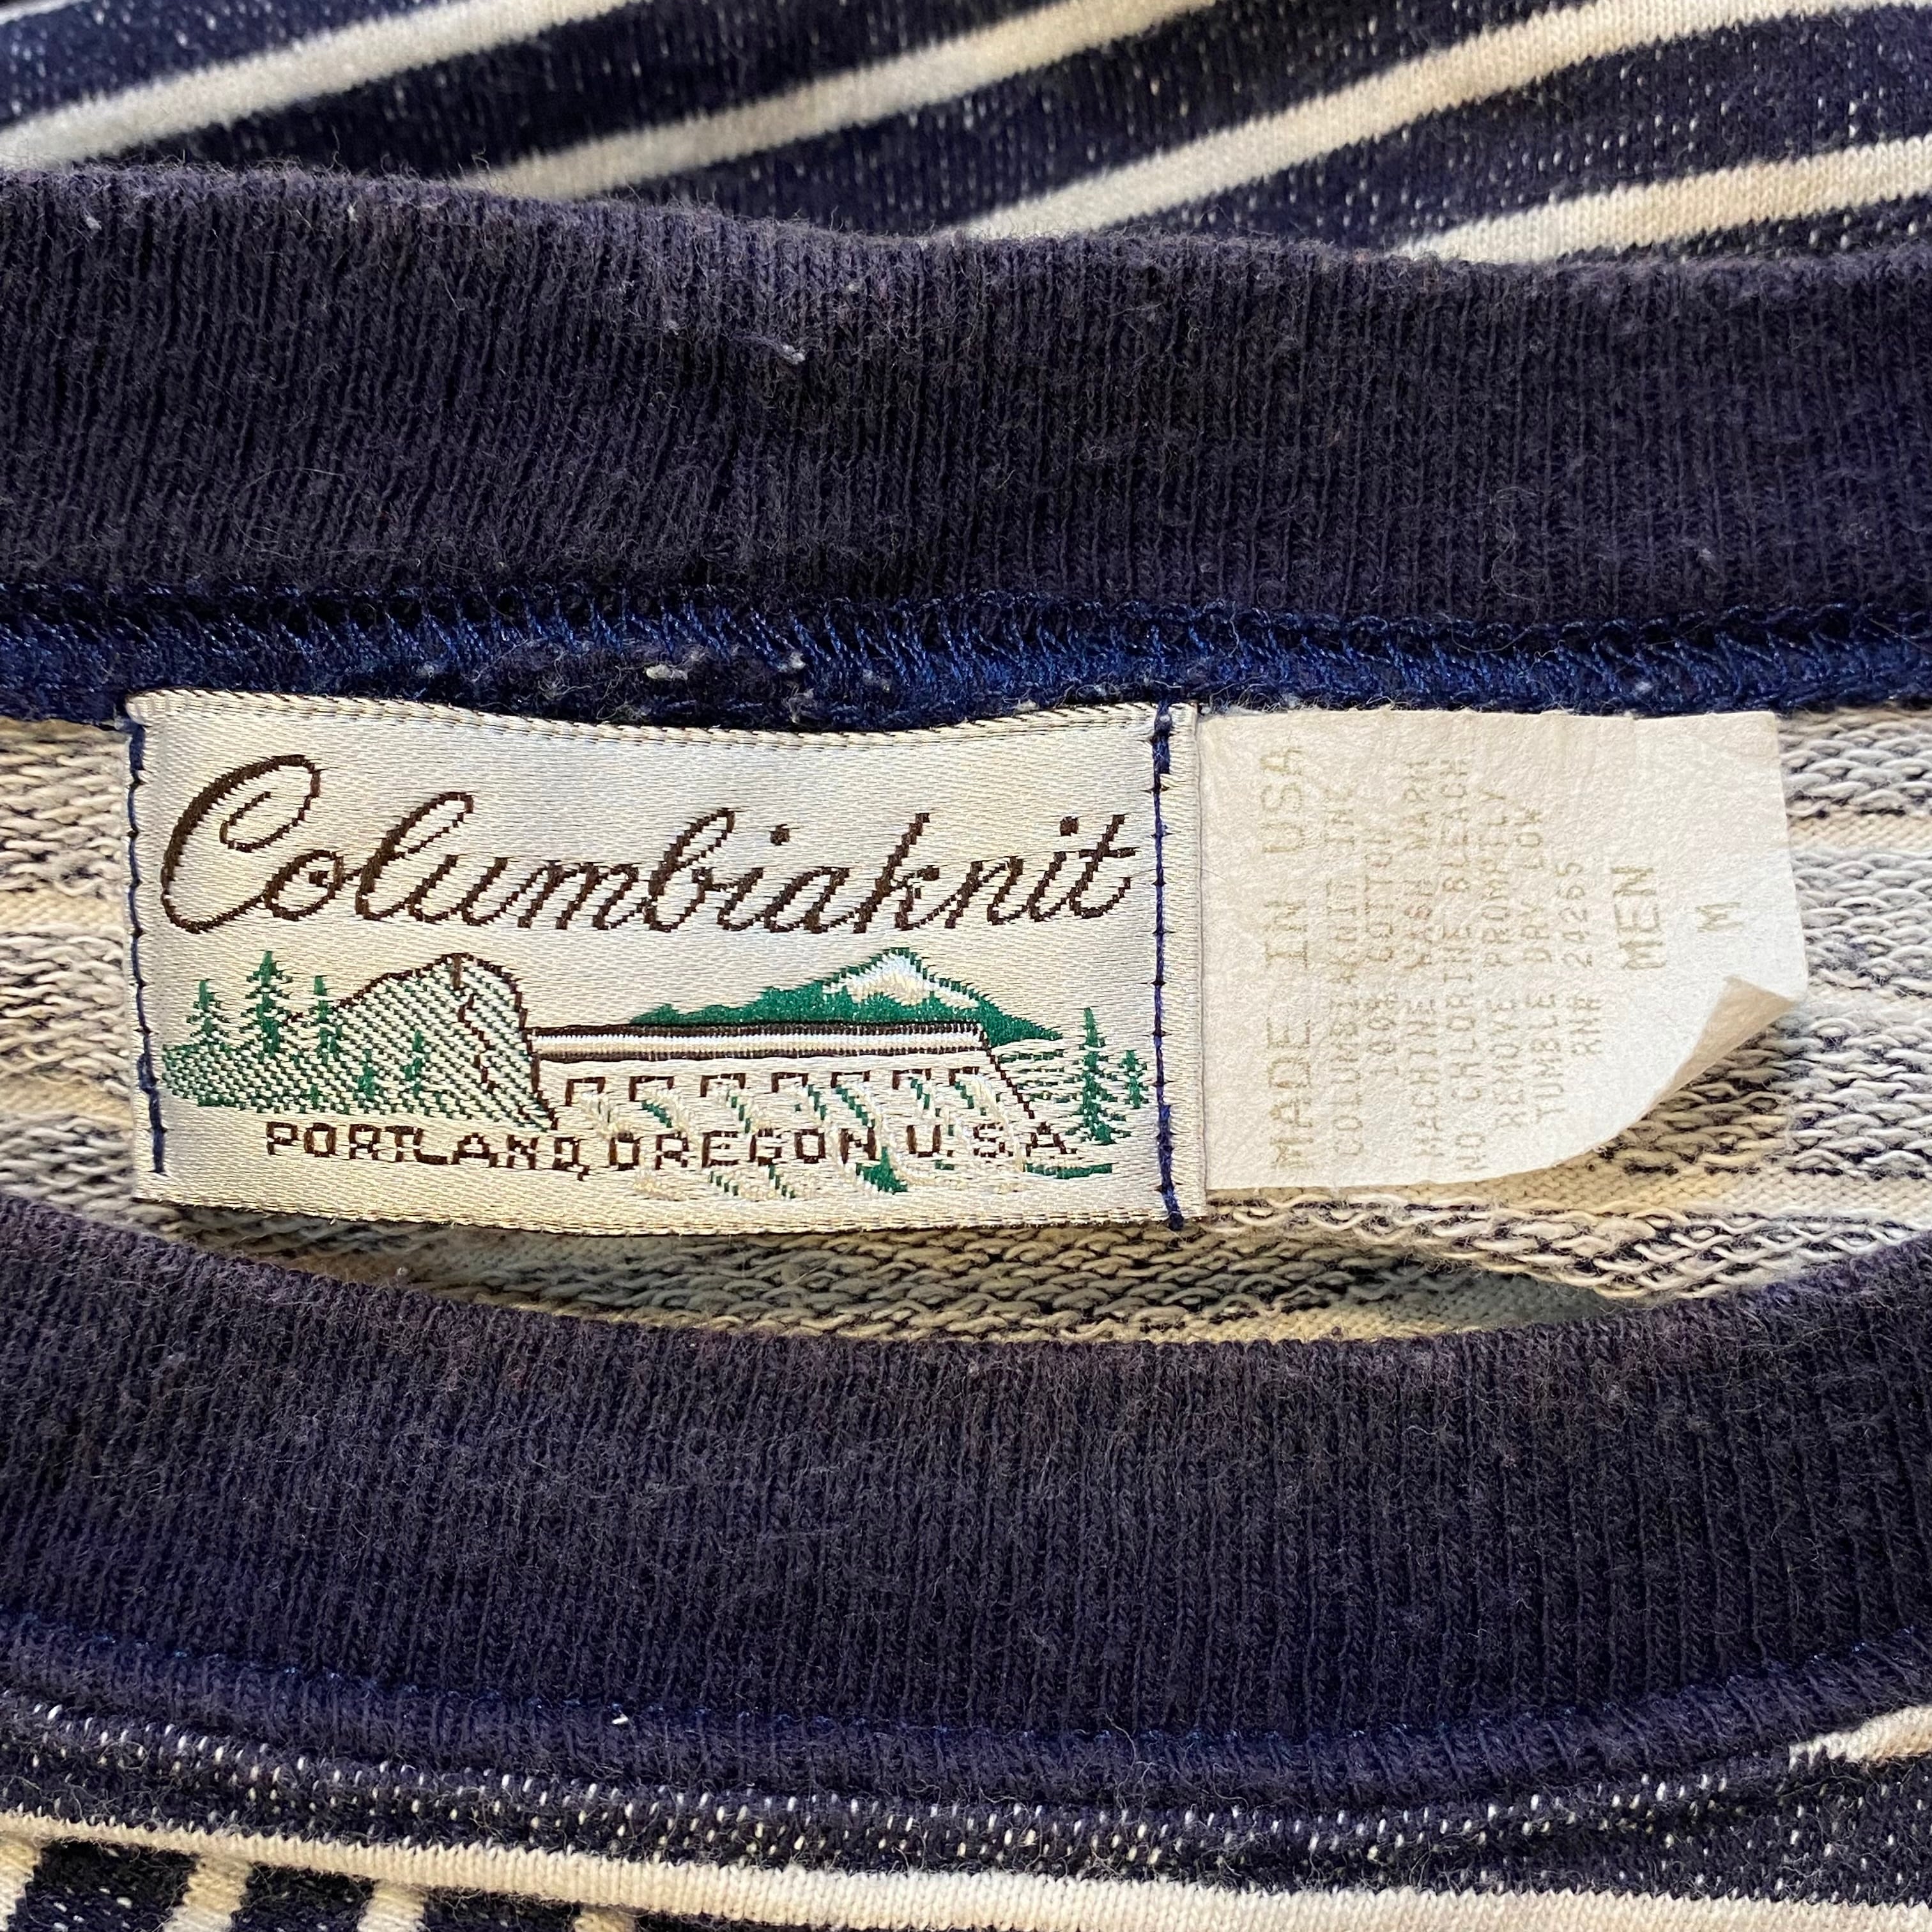 Columbiaknit
PORTLAND, OREGON U.S.A.
MADE IN USA
COLUMBIAKNIT INC
100% COTTON
MACHINE WASH WARM
NO CHLORINE BLEACH
REMOVE PROMPTLY
TUMBLE DRY LOW
RN# 24265
MEN
M